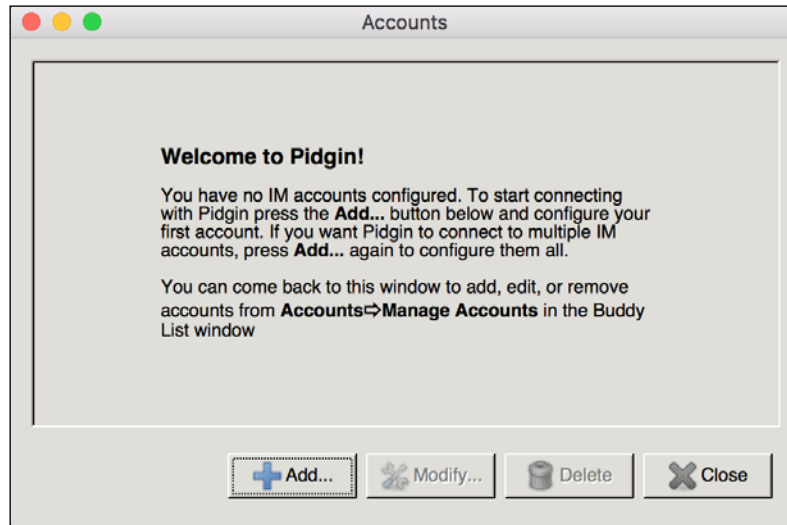 Accounts
Welcome to Pidgin!
You have no IM accounts configured. To start connecting
with Pidgin press the Add... button below and configure your
first account. If you want Pidgin to connect to multiple IM
accounts, press Add... again to configure them all.
You can come back to this window to add, edit, or remove
accounts from Accounts⇨Manage Accounts in the Buddy
List window
Add... Modify... Delete Close